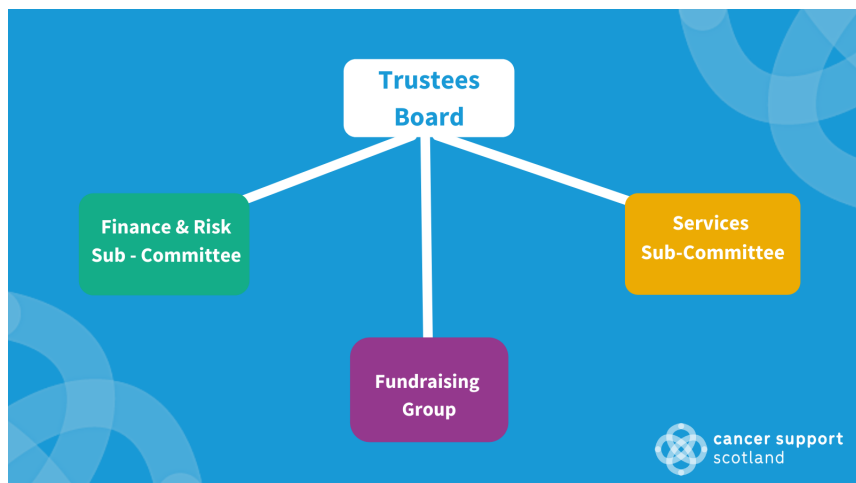 Trustees
Board
Finance & Risk
Sub - Committee
Services
Sub-Committee
Fundraising
Group
cancer support
scotland